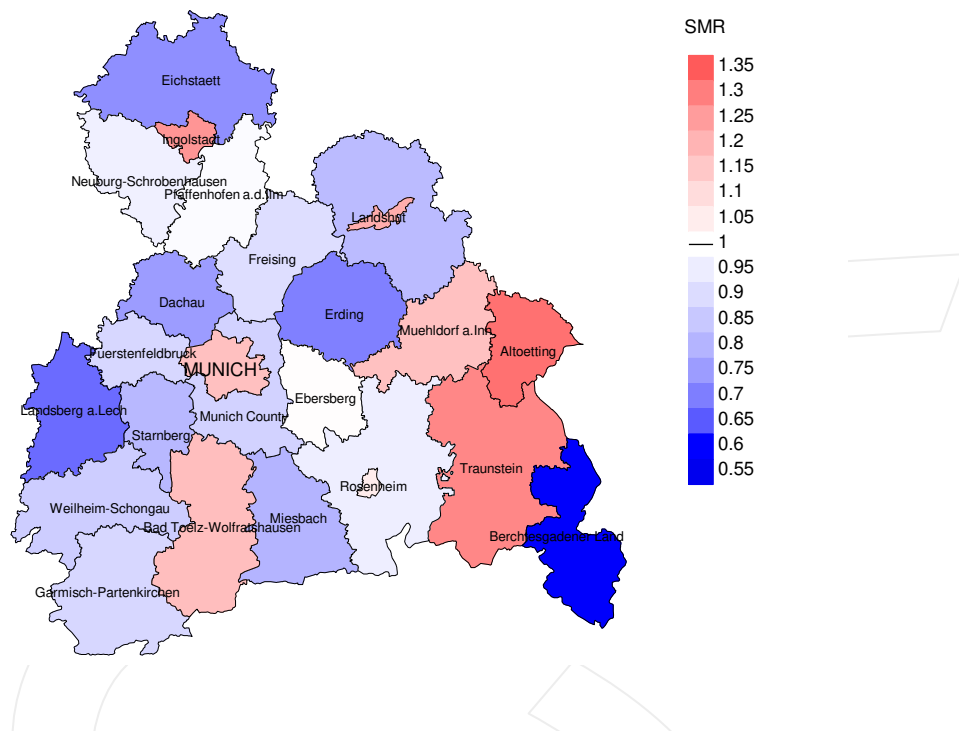 SMR
1.35
1.3
1.25
1.2
1.15
1.1
1.05
1
0.95
0.9
0.85
0.8
0.75
0.7
0.65
0.6
0.55
Eichstaett
Ingolstadt
Neuburg-Schrobenhausen
Pfaffenhofen a.d.Ilm
Landshut
Freising
Dachau
Erding
Muehldorf a.Inn
Altoetting
Fuerstenfeldbruck
MUNICH
Ebersberg
Landsberg a.Lech
Munich County
Starnberg
Traunstein
Rosenheim
Weilheim-Schongau
Miesbach
Bad Toelz-Wolfratshausen
Berchtesgadener Land
Garmisch-Partenkirchen